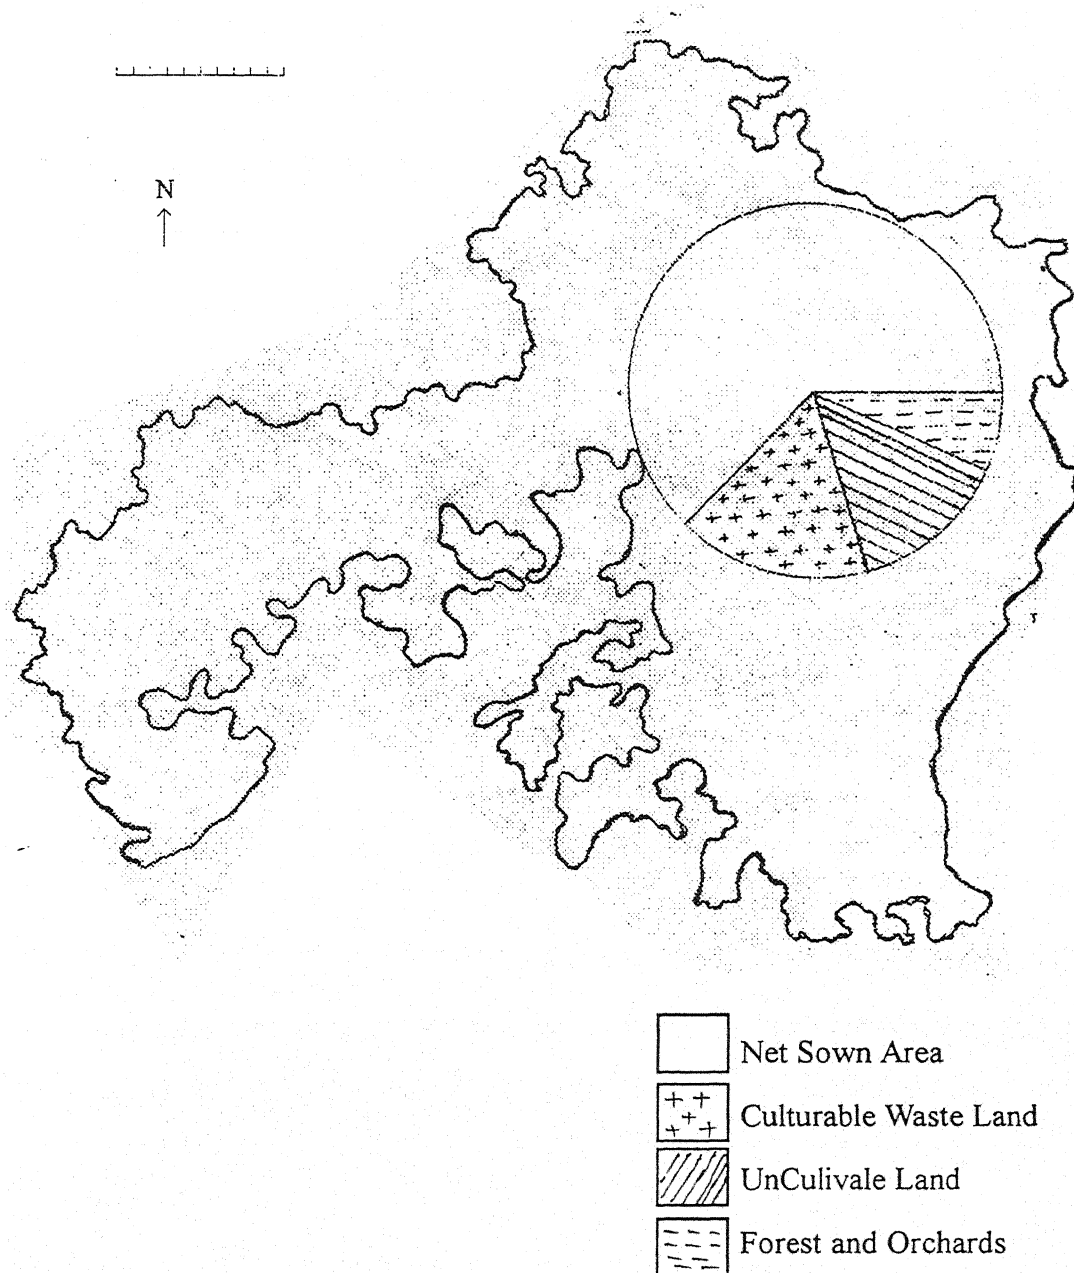 N
Net Sown Area
Culturable Waste Land
UnCulivale Land
Forest and Orchards